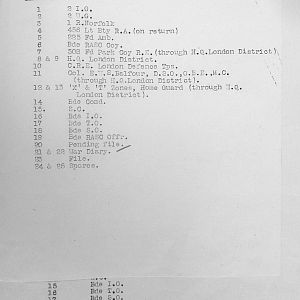 1 2 I.G.
2 2 U.G.
3 1 R.Norfolk
4 458 Lt Bty R.A.(on return)
5 225 Fd Amb.
6 Bde RASC Coy.
7 502 Fd Park Coy R.E.(through H.Q.London District)
8 & 9 H.Q. London District.
10 C.R.E. London Defence Tps.
11 Col. E.W.S.Balfour, D.S.O.,O.B.E.,M.C.
(through H.Q.London District).
12 & 13 'X' & 'T' Zones, Home Guard (through H.Q.
London District).
14 Bde Comd.
15 B.O.
16 Bde I.O.
17 Bde T.O.
18 Bde S.O.
19 Bde RASC Offr.
20 Pending File.
21 & 22 War Diary.
23 File.
24 & 25 Spares.
15 Bde I.O.
16 Bde T.O.
17 Bde S.O.